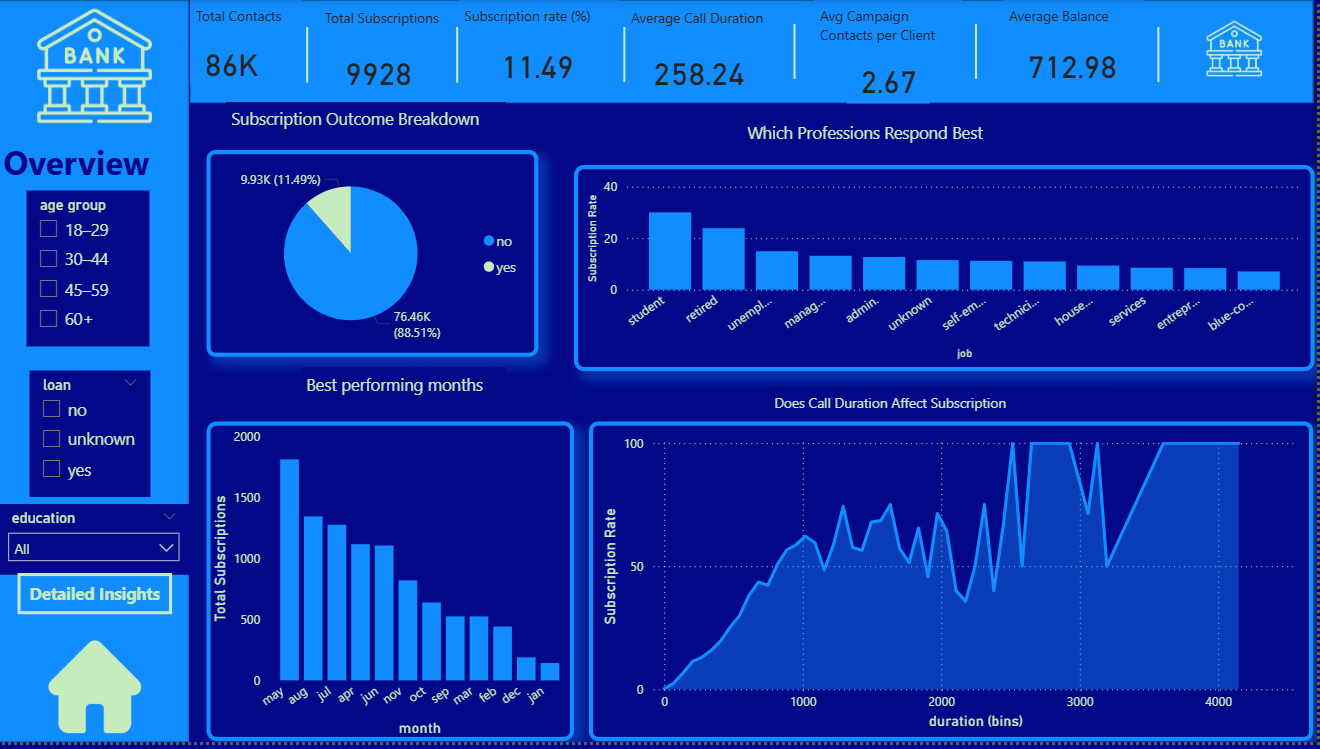 BANK
Overview
age group
18–29
30–44
45–59
60+
loan
no
unknown
yes
education
All
Detailed Insights
Total Contacts
86K
Total Subscriptions
9928
Subscription rate (%)
11.49
Average Call Duration
258.24
Avg Campaign
Contacts per Client
2.67
Average Balance
712.98
BANK
Subscription Outcome Breakdown
9.93K (11.49%)
76.46K
(88.51%)
no
yes
Which Professions Respond Best
Subscription Rate
40
20
0
student
retired
unempl...
manag...
admin.
unknown
self-em...
technici...
house...
services
entrepr...
blue-co...
job
Best performing months
Total Subscriptions
2000
1500
1000
500
0
may
aug
jul
apr
jun
nov
oct
sep
mar
feb
dec
jan
month
Does Call Duration Affect Subscription
Subscription Rate
100
50
0
0
1000
2000
3000
4000
duration (bins)